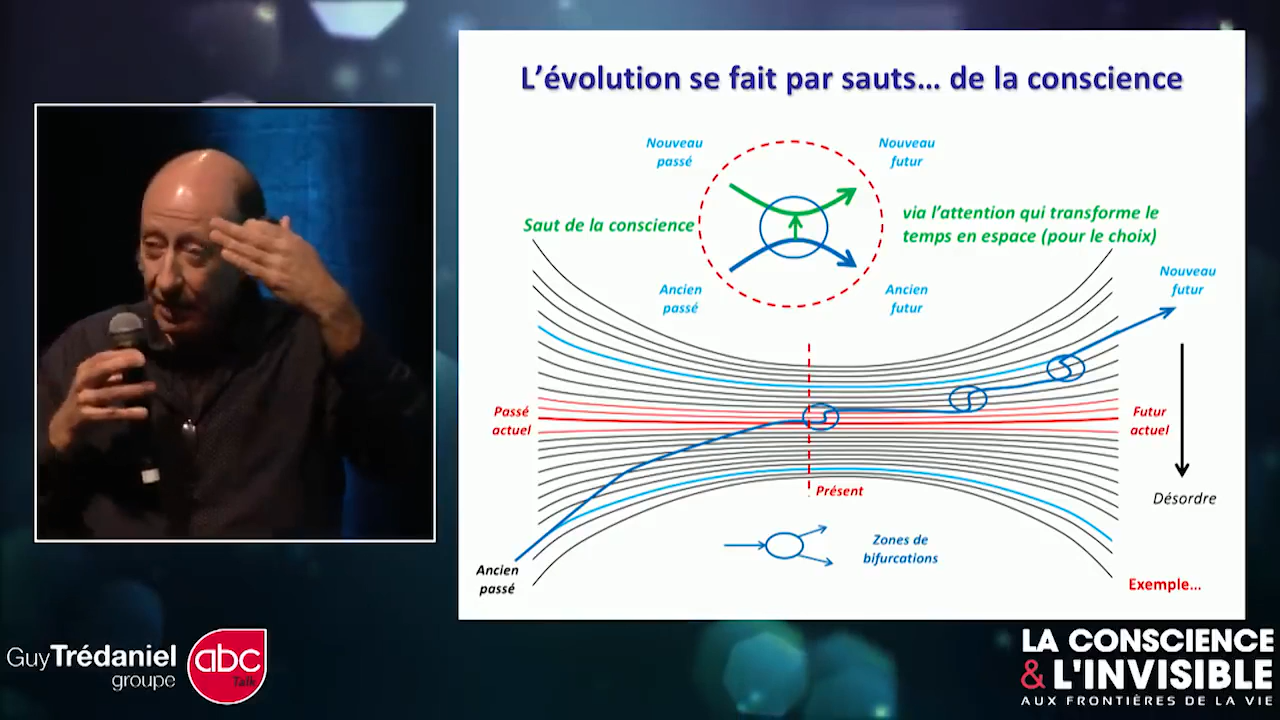 L'évolution se fait par sauts... de la conscience
Nouveau
passé
Nouveau
futur
Saut de la conscience
via l'attention qui transforme le
temps en espace (pour le choix)
Ancien
passé
Ancien
futur
Nouveau
futur
Passé
actuel
Futur
actuel
Présent
Désordre
Zones de
bifurcations
Ancien
passé
Exemple...
GuyTrédaniel
groupe
abc
Talk
LA CONSCIENCE
& L'INVISIBLE
AUX FRONTIÈRES DE LA VIE